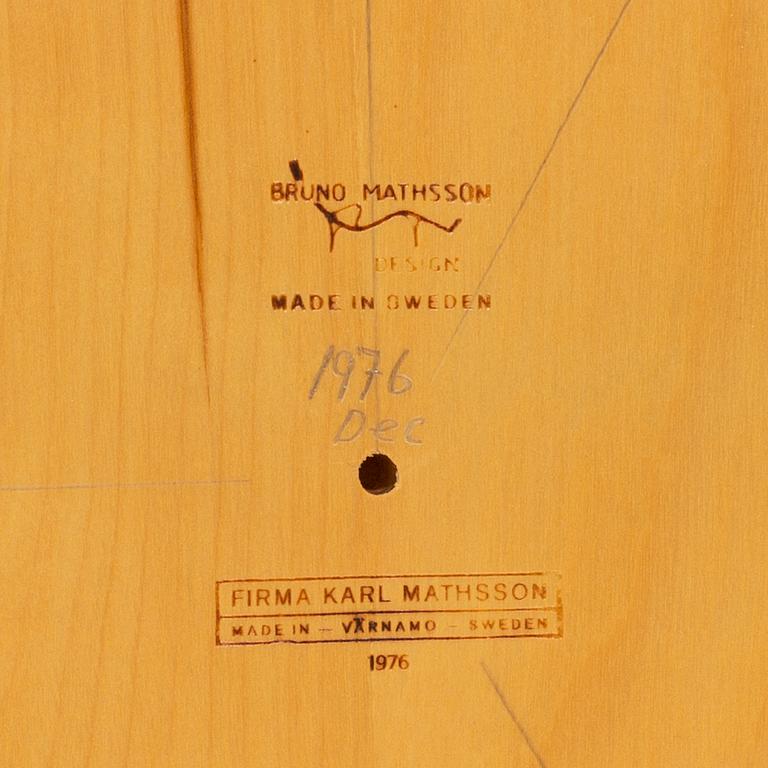 BRUNO MATHSSON
DESIGN
MADE IN SWEDEN
1976
Dec
FIRMA KARL MATHSSON
MADE IN – VÄRNAMO – SWEDEN
1976